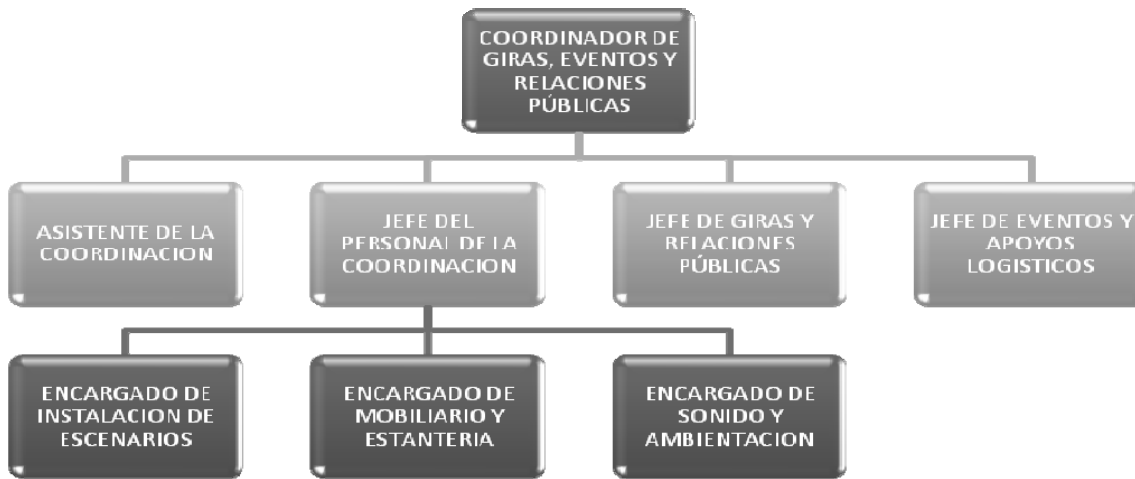 COORDINADOR DE
GIRAS, EVENTOS Y
RELACIONES
PÚBLICAS
ASISTENTE DE LA
COORDINACION
JEFE DEL
PERSONAL DE LA
COORDINACION
JEFE DE GIRAS Y
RELACIONES
PÚBLICAS
JEFE DE EVENTOS Y
APOYOS
LOGISTICOS
ENCARGADO DE
INSTALACION DE
ESCENARIOS
ENCARGADO DE
MOBILIARIO Y
ESTANTERIA
ENCARGADO DE
SONIDO Y
AMBIENTACION